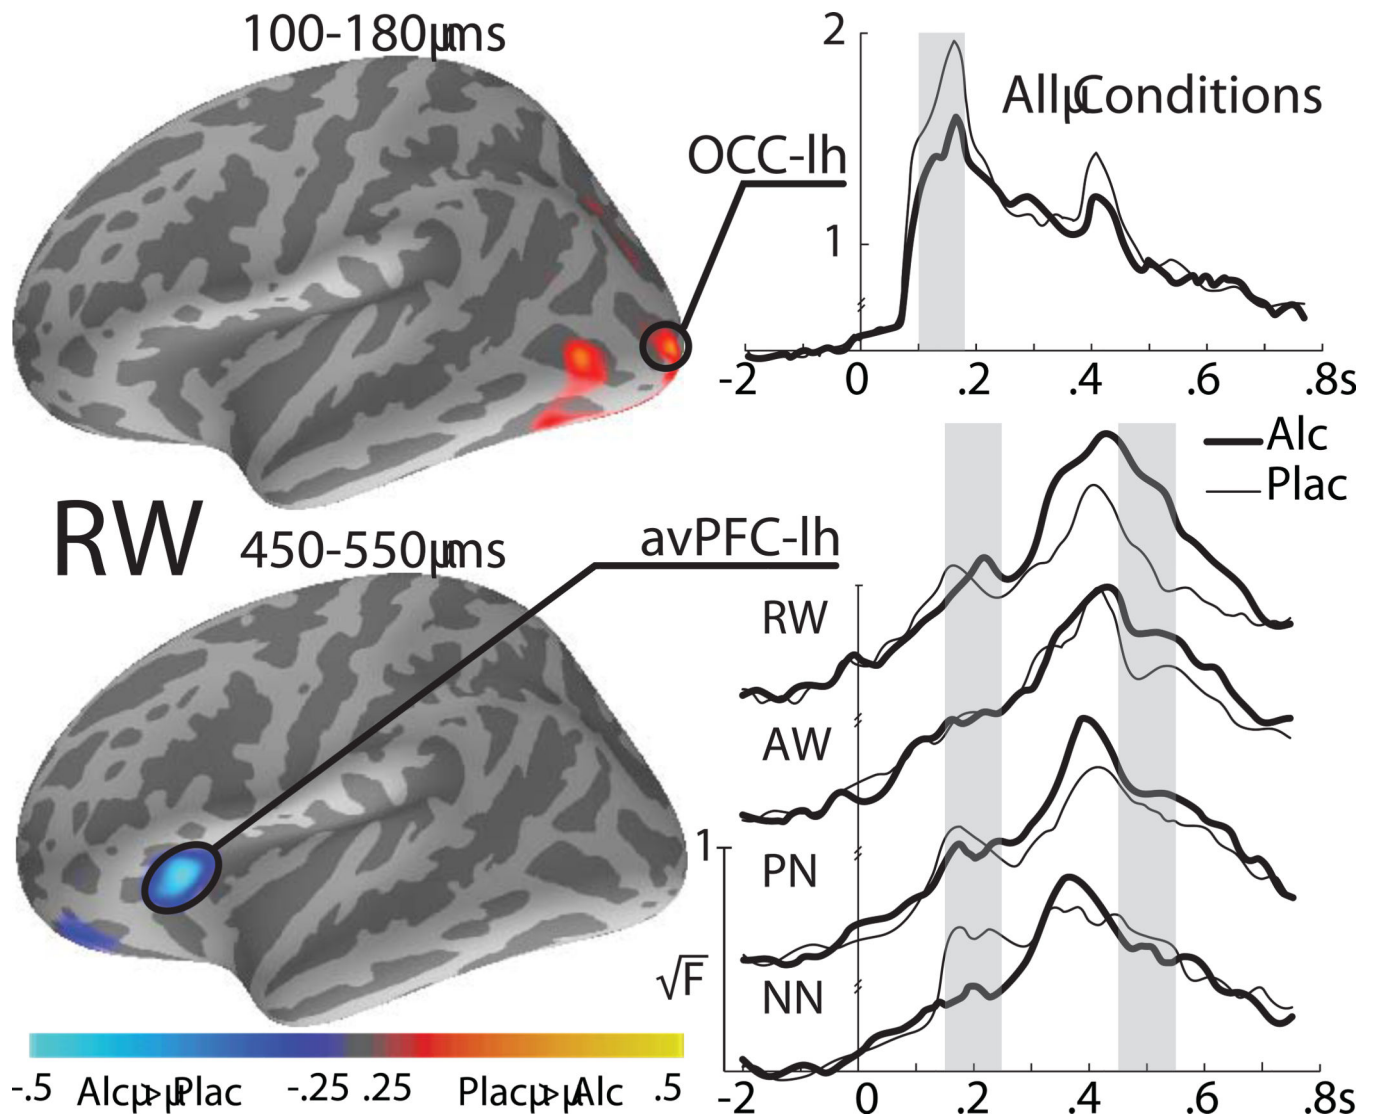 100-180µms
2
AllµConditions
OCC-lh
1
-2 0 .2 .4 .6 .8s
Alc
Plac
RW
450-550µms
avPFC-lh
RW
AW
1
PN
√F
NN
-.5 Alcµ>µPlac -.25 .25 Placµ>µAlc .5
-2 0 .2 .4 .6 .8s